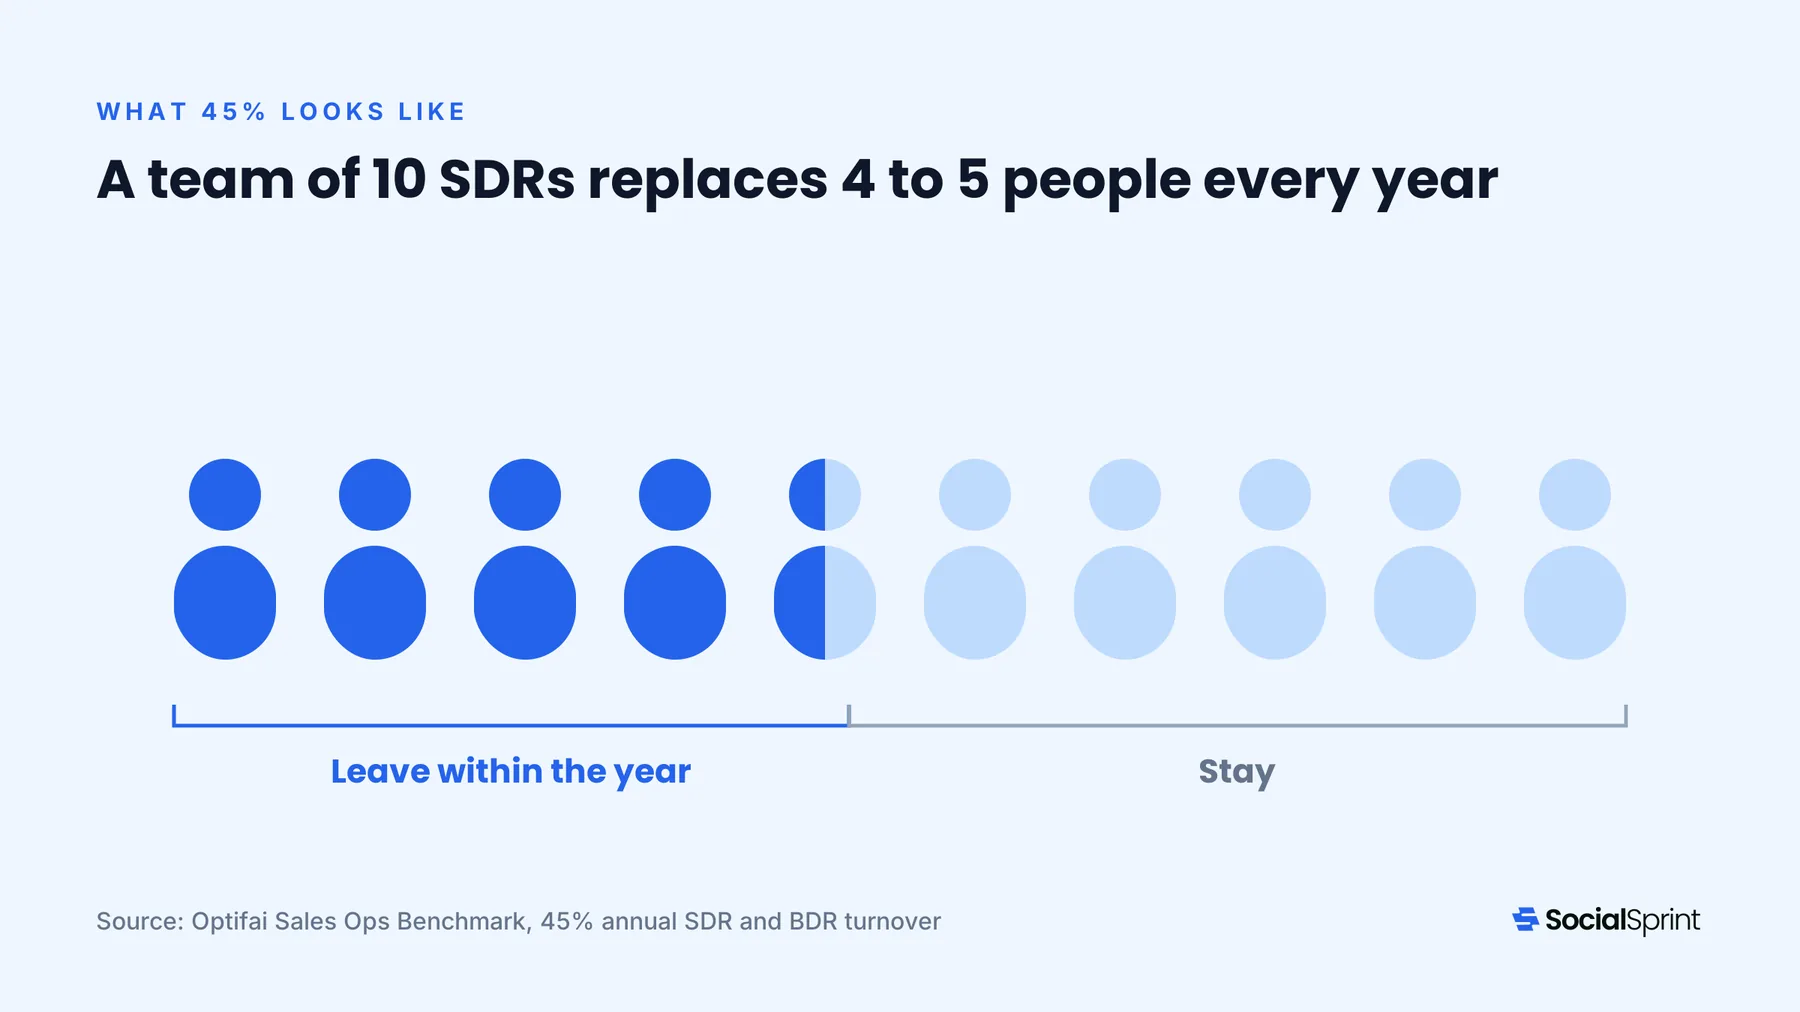 WHAT 45% LOOKS LIKE
A team of 10 SDRs replaces 4 to 5 people every year
Leave within the year
Stay
Source: Optifai Sales Ops Benchmark, 45% annual SDR and BDR turnover
SocialSprint